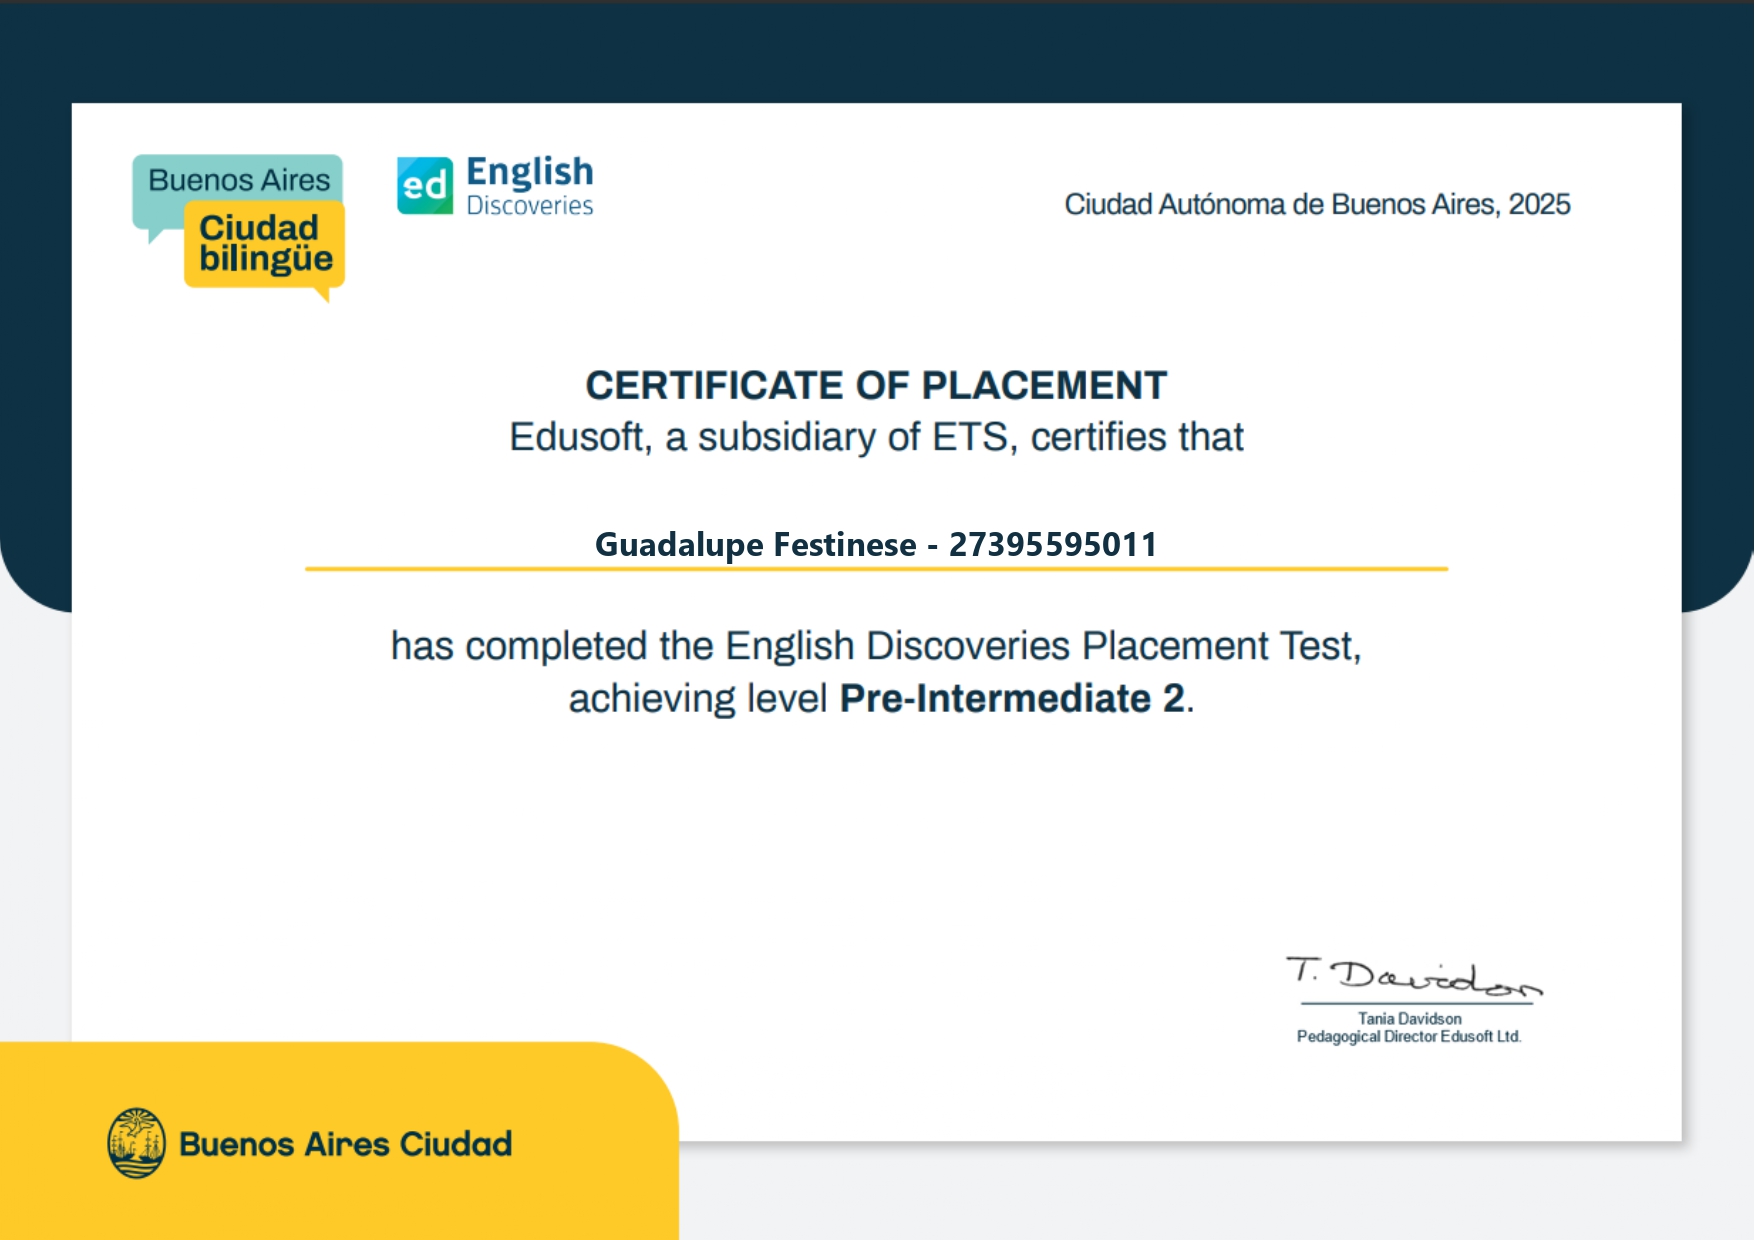 Buenos Aires
Ciudad
bilingüe
ed
English
Discoveries
Ciudad Autónoma de Buenos Aires, 2025
CERTIFICATE OF PLACEMENT
Edusoft, a subsidiary of ETS, certifies that
Guadalupe Festinese - 27395595011
has completed the English Discoveries Placement Test,
achieving level Pre-Intermediate 2.
T. Davidson
Tania Davidson
Pedagogical Director Edusoft Ltd.
Buenos Aires Ciudad